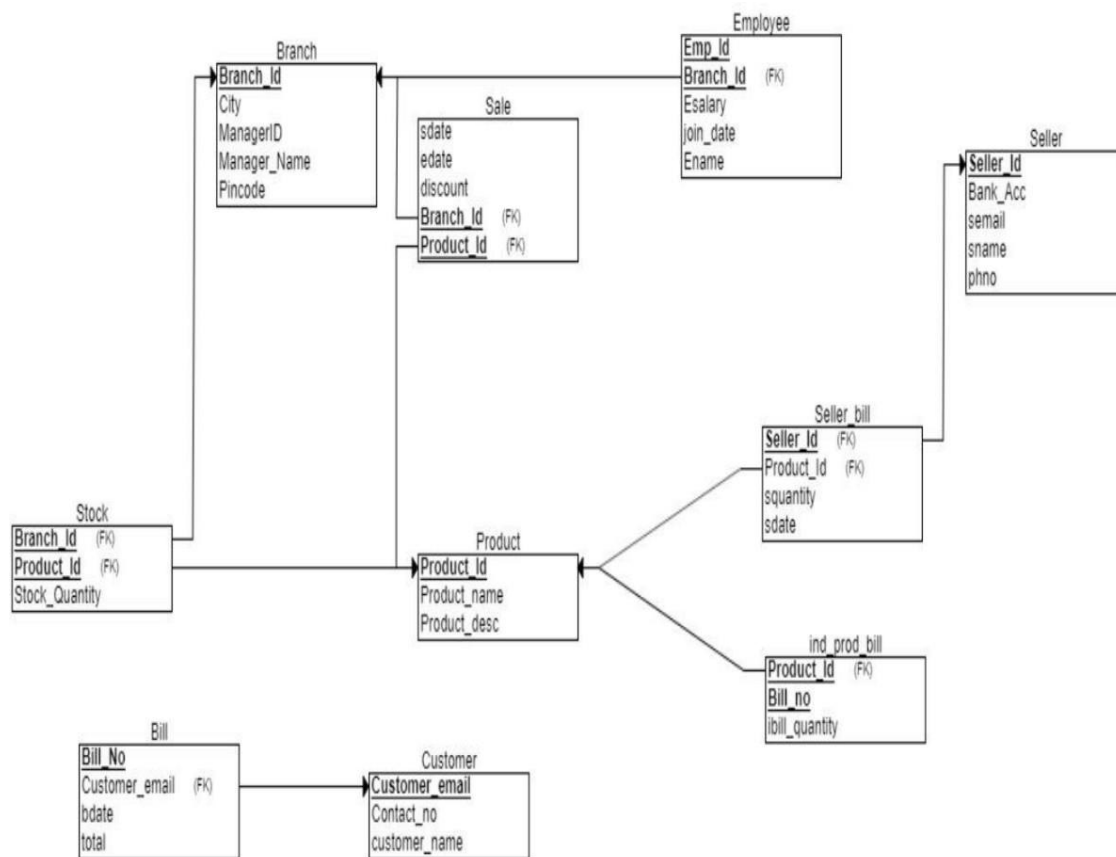 Employee
Emp_Id
Branch_Id (FK)
Esalary
join_date
Ename
Branch
Branch_Id
City
ManagerID
Manager_Name
Pincode
Sale
sdate
edate
discount
Branch_Id (FK)
Product_Id (FK)
Seller
Seller_Id
Bank_Acc
semail
sname
phno
Seller_bill
Seller_Id (FK)
Product_Id (FK)
squantity
sdate
Stock
Branch_Id (FK)
Product_Id (FK)
Stock_Quantity
Product
Product_Id
Product_name
Product_desc
ind_prod_bill
Product_Id (FK)
Bill_no
ibill_quantity
Bill
Bill_No
Customer_email (FK)
bdate
total
Customer
Customer_email
Contact_no
customer_name